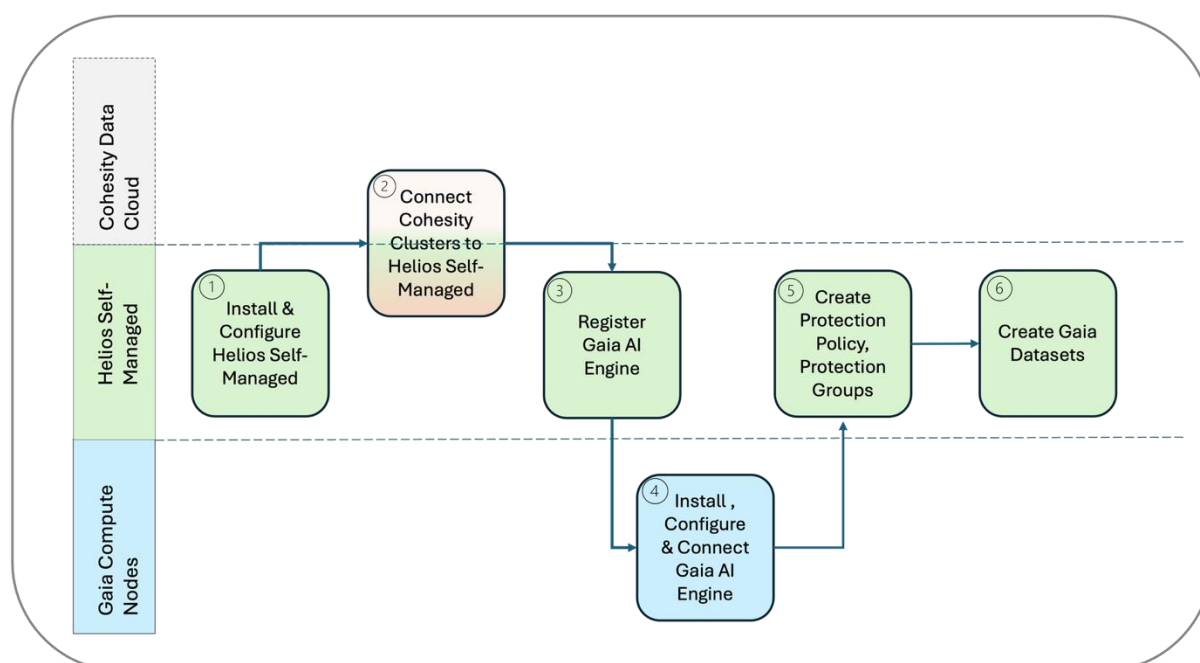 Cohesity Data
Cloud
Helios Self-
Managed
Gaia Compute
Nodes
1
Install &
Configure
Helios Self-
Managed
2
Connect
Cohesity
Clusters to
Helios Self-
Managed
3
Register
Gaia AI
Engine
4
Install ,
Configure
& Connect
Gaia AI
Engine
5
Create
Protection
Policy,
Protection
Groups
6
Create Gaia
Datasets